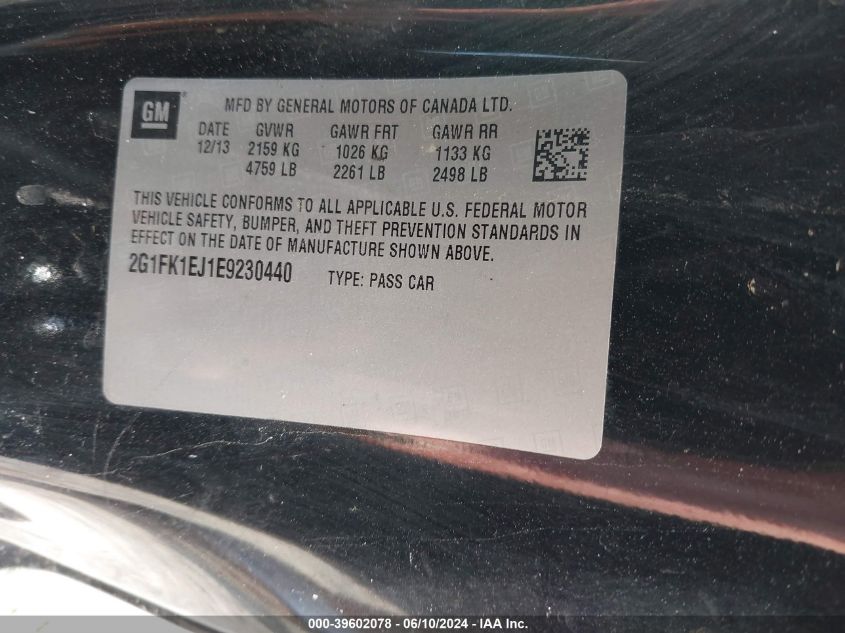 GM ®
MFD BY GENERAL MOTORS OF CANADA LTD.
DATE GVWR GAWR FRT GAWR RR
12/13 2159 KG 1026 KG 1133 KG
4759 LB 2261 LB 2498 LB
THIS VEHICLE CONFORMS TO ALL APPLICABLE U.S. FEDERAL MOTOR
VEHICLE SAFETY, BUMPER, AND THEFT PREVENTION STANDARDS IN
EFFECT ON THE DATE OF MANUFACTURE SHOWN ABOVE.
2G1FK1EJ1E9230440 TYPE: PASS CAR
000-39602078 - 06/10/2024 - IAA Inc.